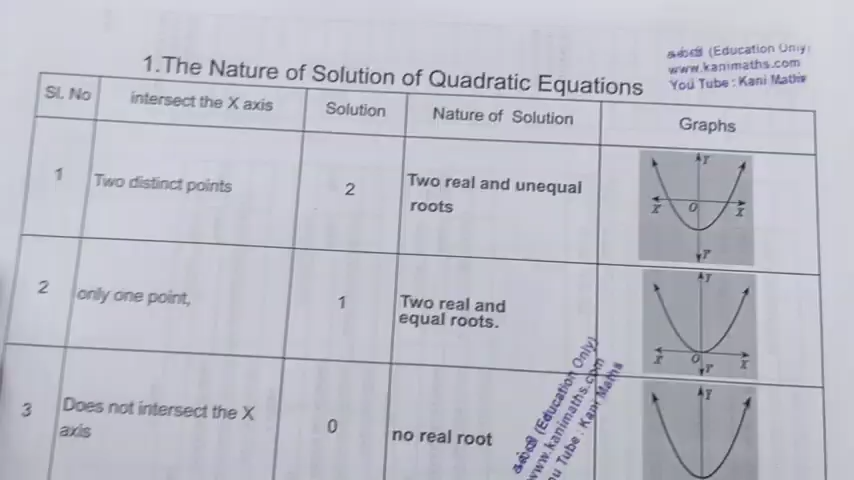 கல்வி (Education Only)
www.kanimaths.com
You Tube : Kani Maths
1.The Nature of Solution of Quadratic Equations
Sl. No intersect the X axis Solution Nature of Solution Graphs
1 Two distinct points 2 Two real and unequal
roots
Y
X O X
Y
2 only one point, 1 Two real and
equal roots.
Y
X O X
Y
3 Does not intersect the X
axis 0 no real root
Y
கல்வி (Education Only)
www.kanimaths.com
You Tube : Kani Maths